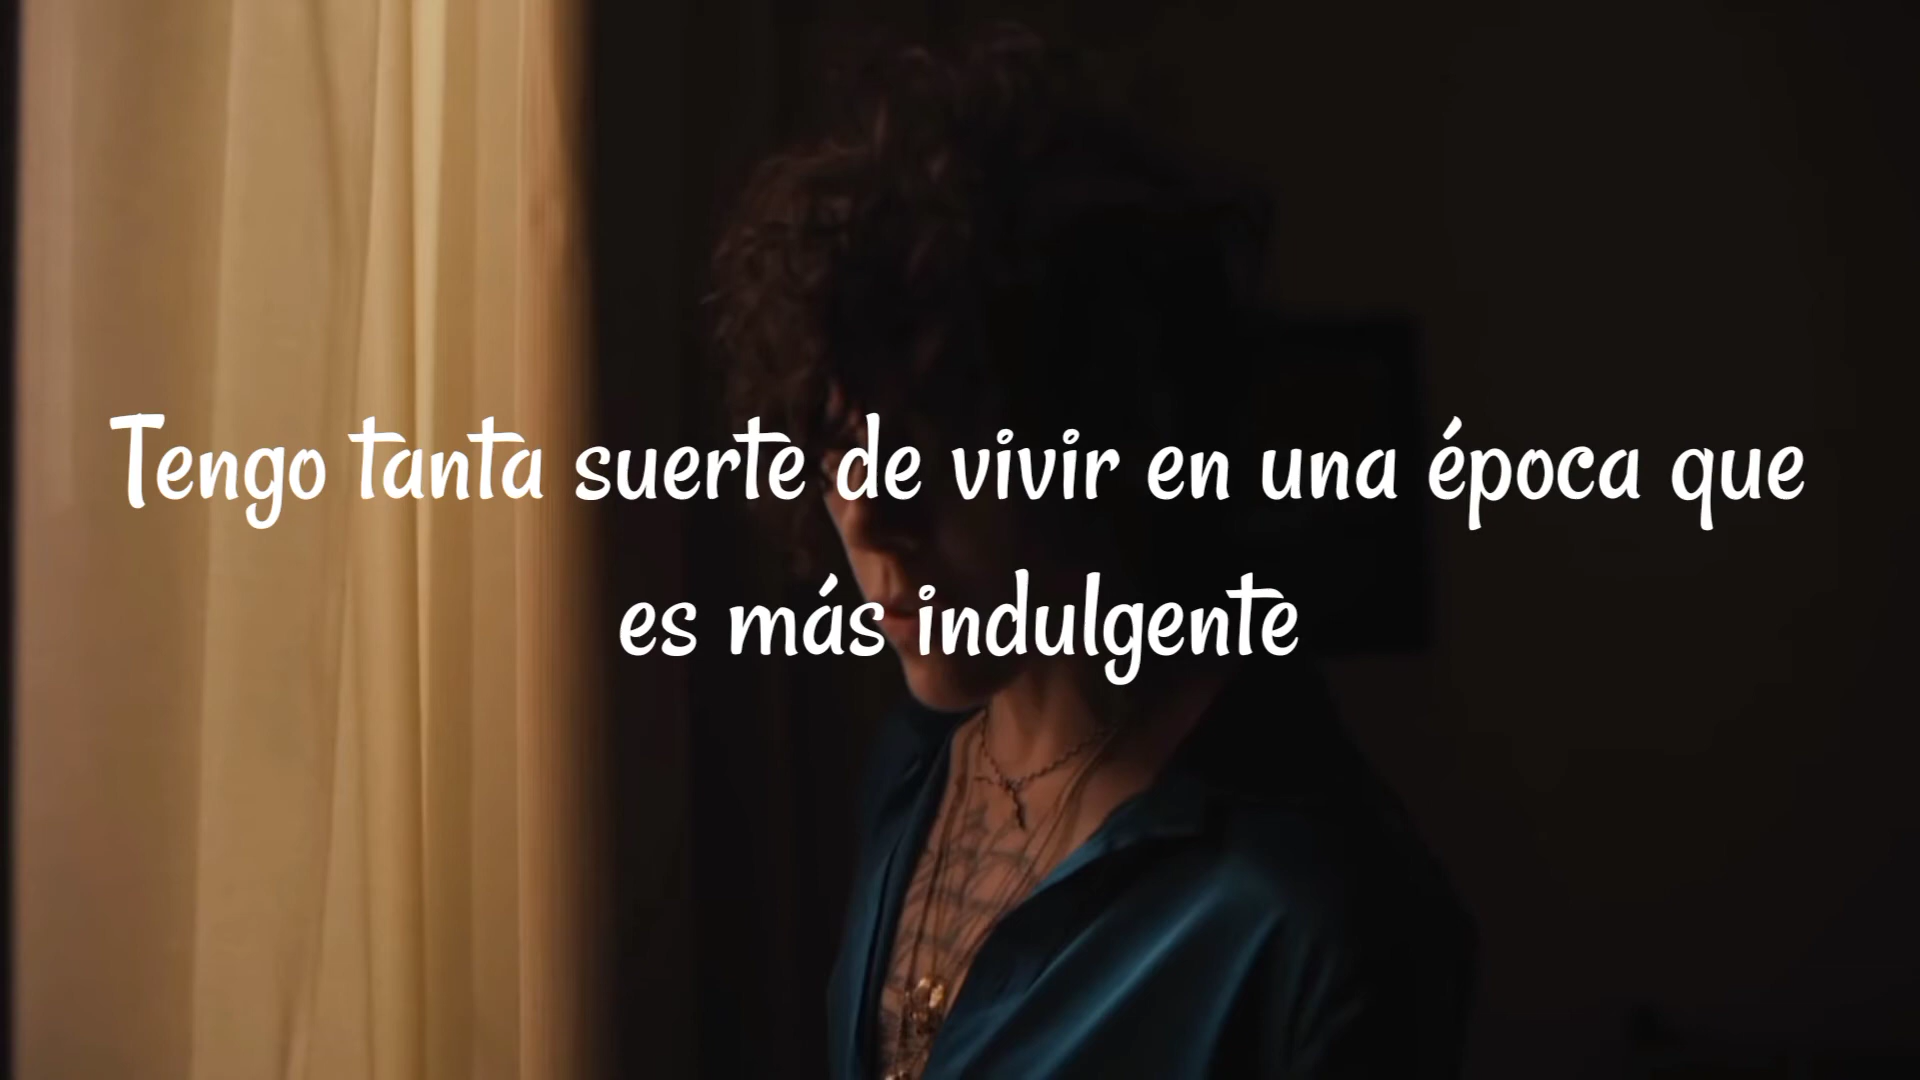 Tengo tanta suerte de vivir en una época que
es más indulgente